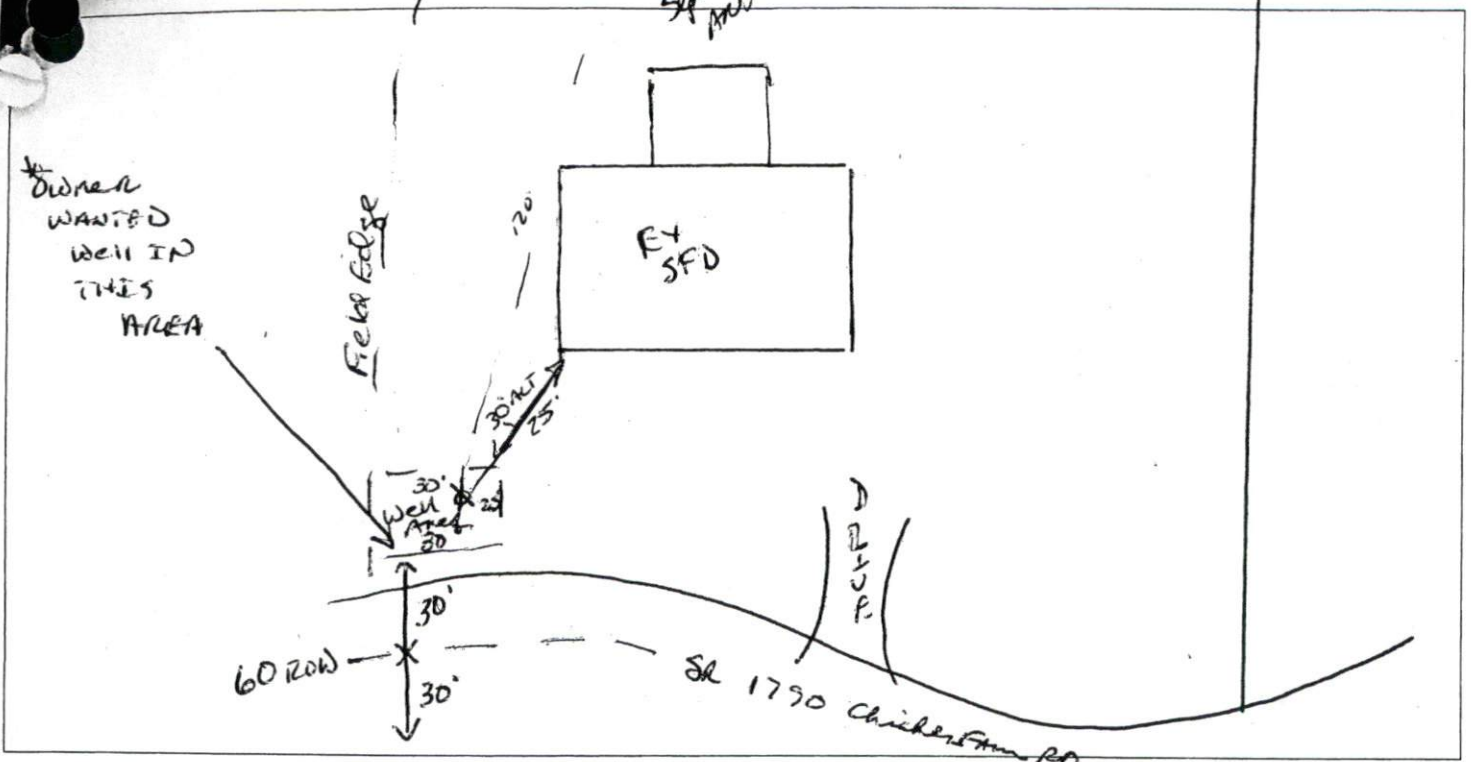 *OWNER
WANTED
Well IN
THIS
AREA
Field Edge
120'
EX
SFD
30' ALT
25'
30'
Well
Area
30
DRIVE
30'
60 ROW
30'
SR 1790 Chicken Farm RD